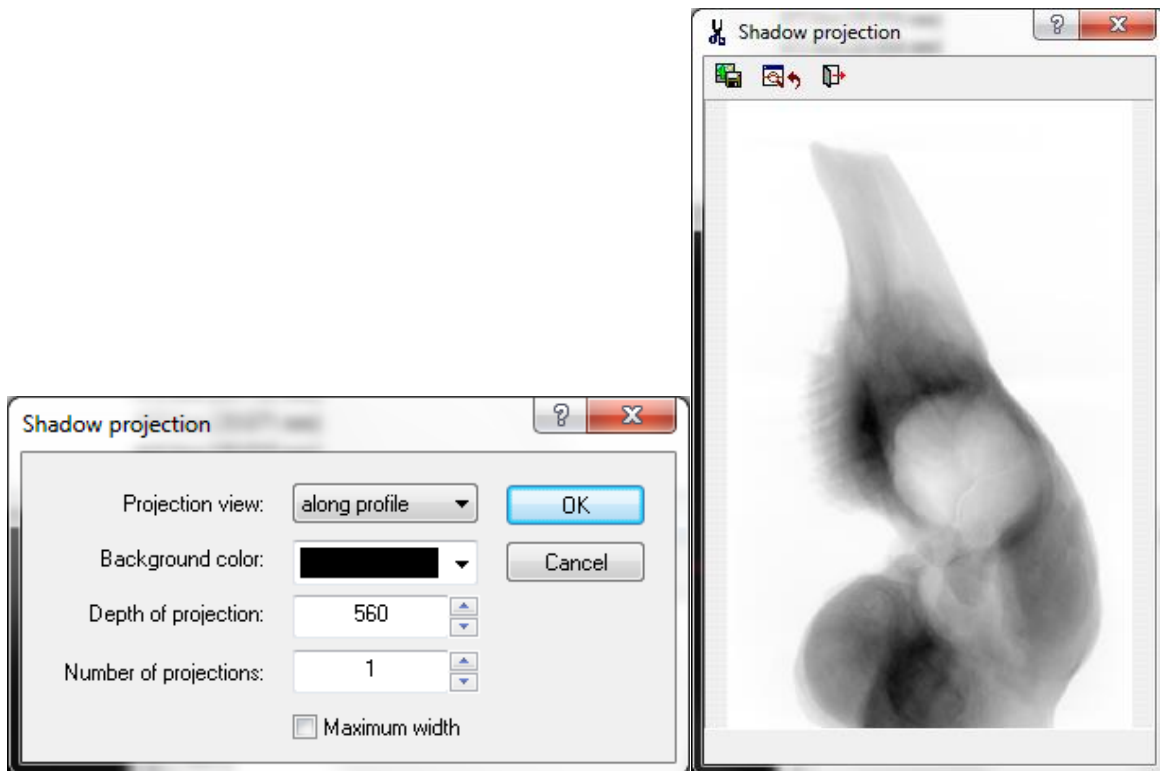 Shadow projection
Shadow projection
Projection view: along profile OK
Background color: Cancel
Depth of projection: 560
Number of projections: 1
Maximum width